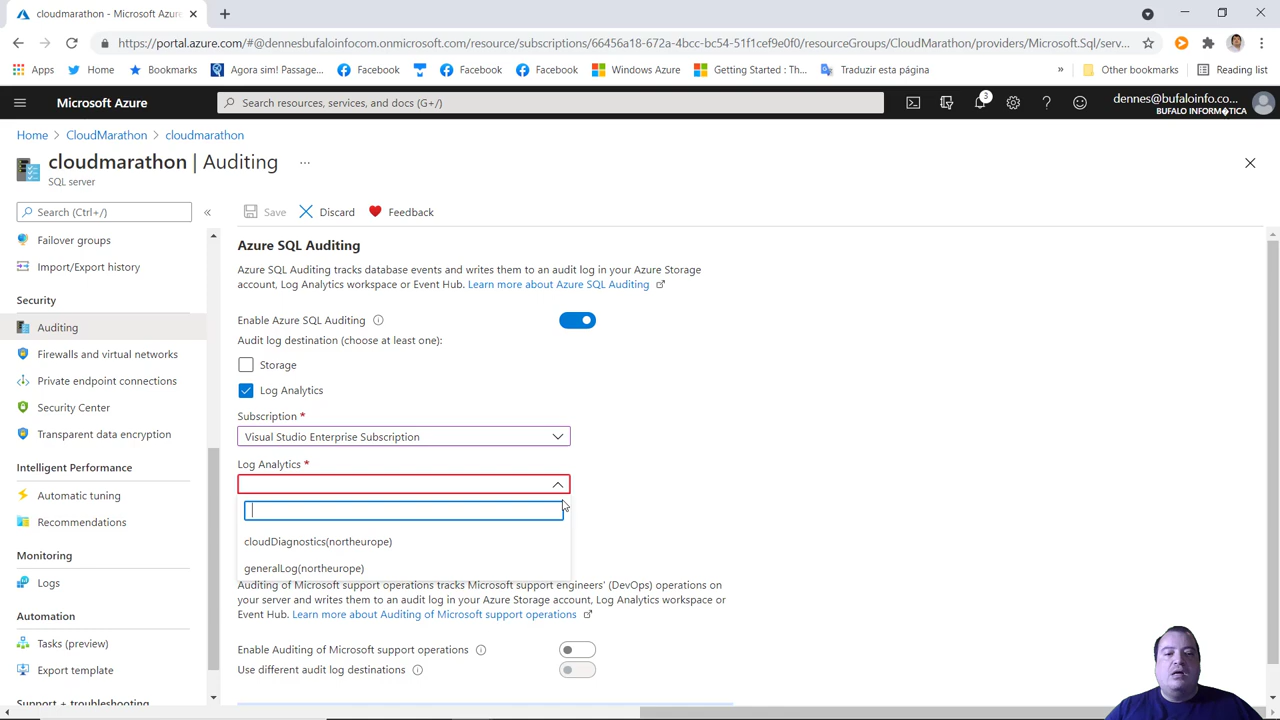 cloudmarathon - Microsoft Azure
https://portal.azure.com/#@dennesbufaloinfocom.onmicrosoft.com/resource/subscriptions/66456a18-672a-4bcc-bc54-51f1cef9e0f0/resourceGroups/CloudMarathon/providers/Microsoft.Sql/serv...
Apps Home Bookmarks Agora sim! Passage... Facebook Facebook Facebook Windows Azure Getting Started : Th... Traduzir esta página » Other bookmarks Reading list
Microsoft Azure Search resources, services, and docs (G+/) 3 dennes@bufaloinfo.co...
BUFALO INFORM�TICA
Home > CloudMarathon > cloudmarathon
cloudmarathon | Auditing ...
SQL server
Search (Ctrl+/) « Save Discard Feedback
Failover groups
Import/Export history
Security
Auditing
Firewalls and virtual networks
Private endpoint connections
Security Center
Transparent data encryption
Intelligent Performance
Automatic tuning
Recommendations
Monitoring
Logs
Automation
Tasks (preview)
Export template
Support + troubleshooting
Azure SQL Auditing
Azure SQL Auditing tracks database events and writes them to an audit log in your Azure Storage
account, Log Analytics workspace or Event Hub. Learn more about Azure SQL Auditing
Enable Azure SQL Auditing
Audit log destination (choose at least one):
Storage
Log Analytics
Subscription *
Visual Studio Enterprise Subscription
Log Analytics *
cloudDiagnostics(northeurope)
generalLog(northeurope)
Auditing of Microsoft support operations tracks Microsoft support engineers' (DevOps) operations on
your server and writes them to an audit log in your Azure Storage account, Log Analytics workspace or
Event Hub. Learn more about Auditing of Microsoft support operations
Enable Auditing of Microsoft support operations
Use different audit log destinations